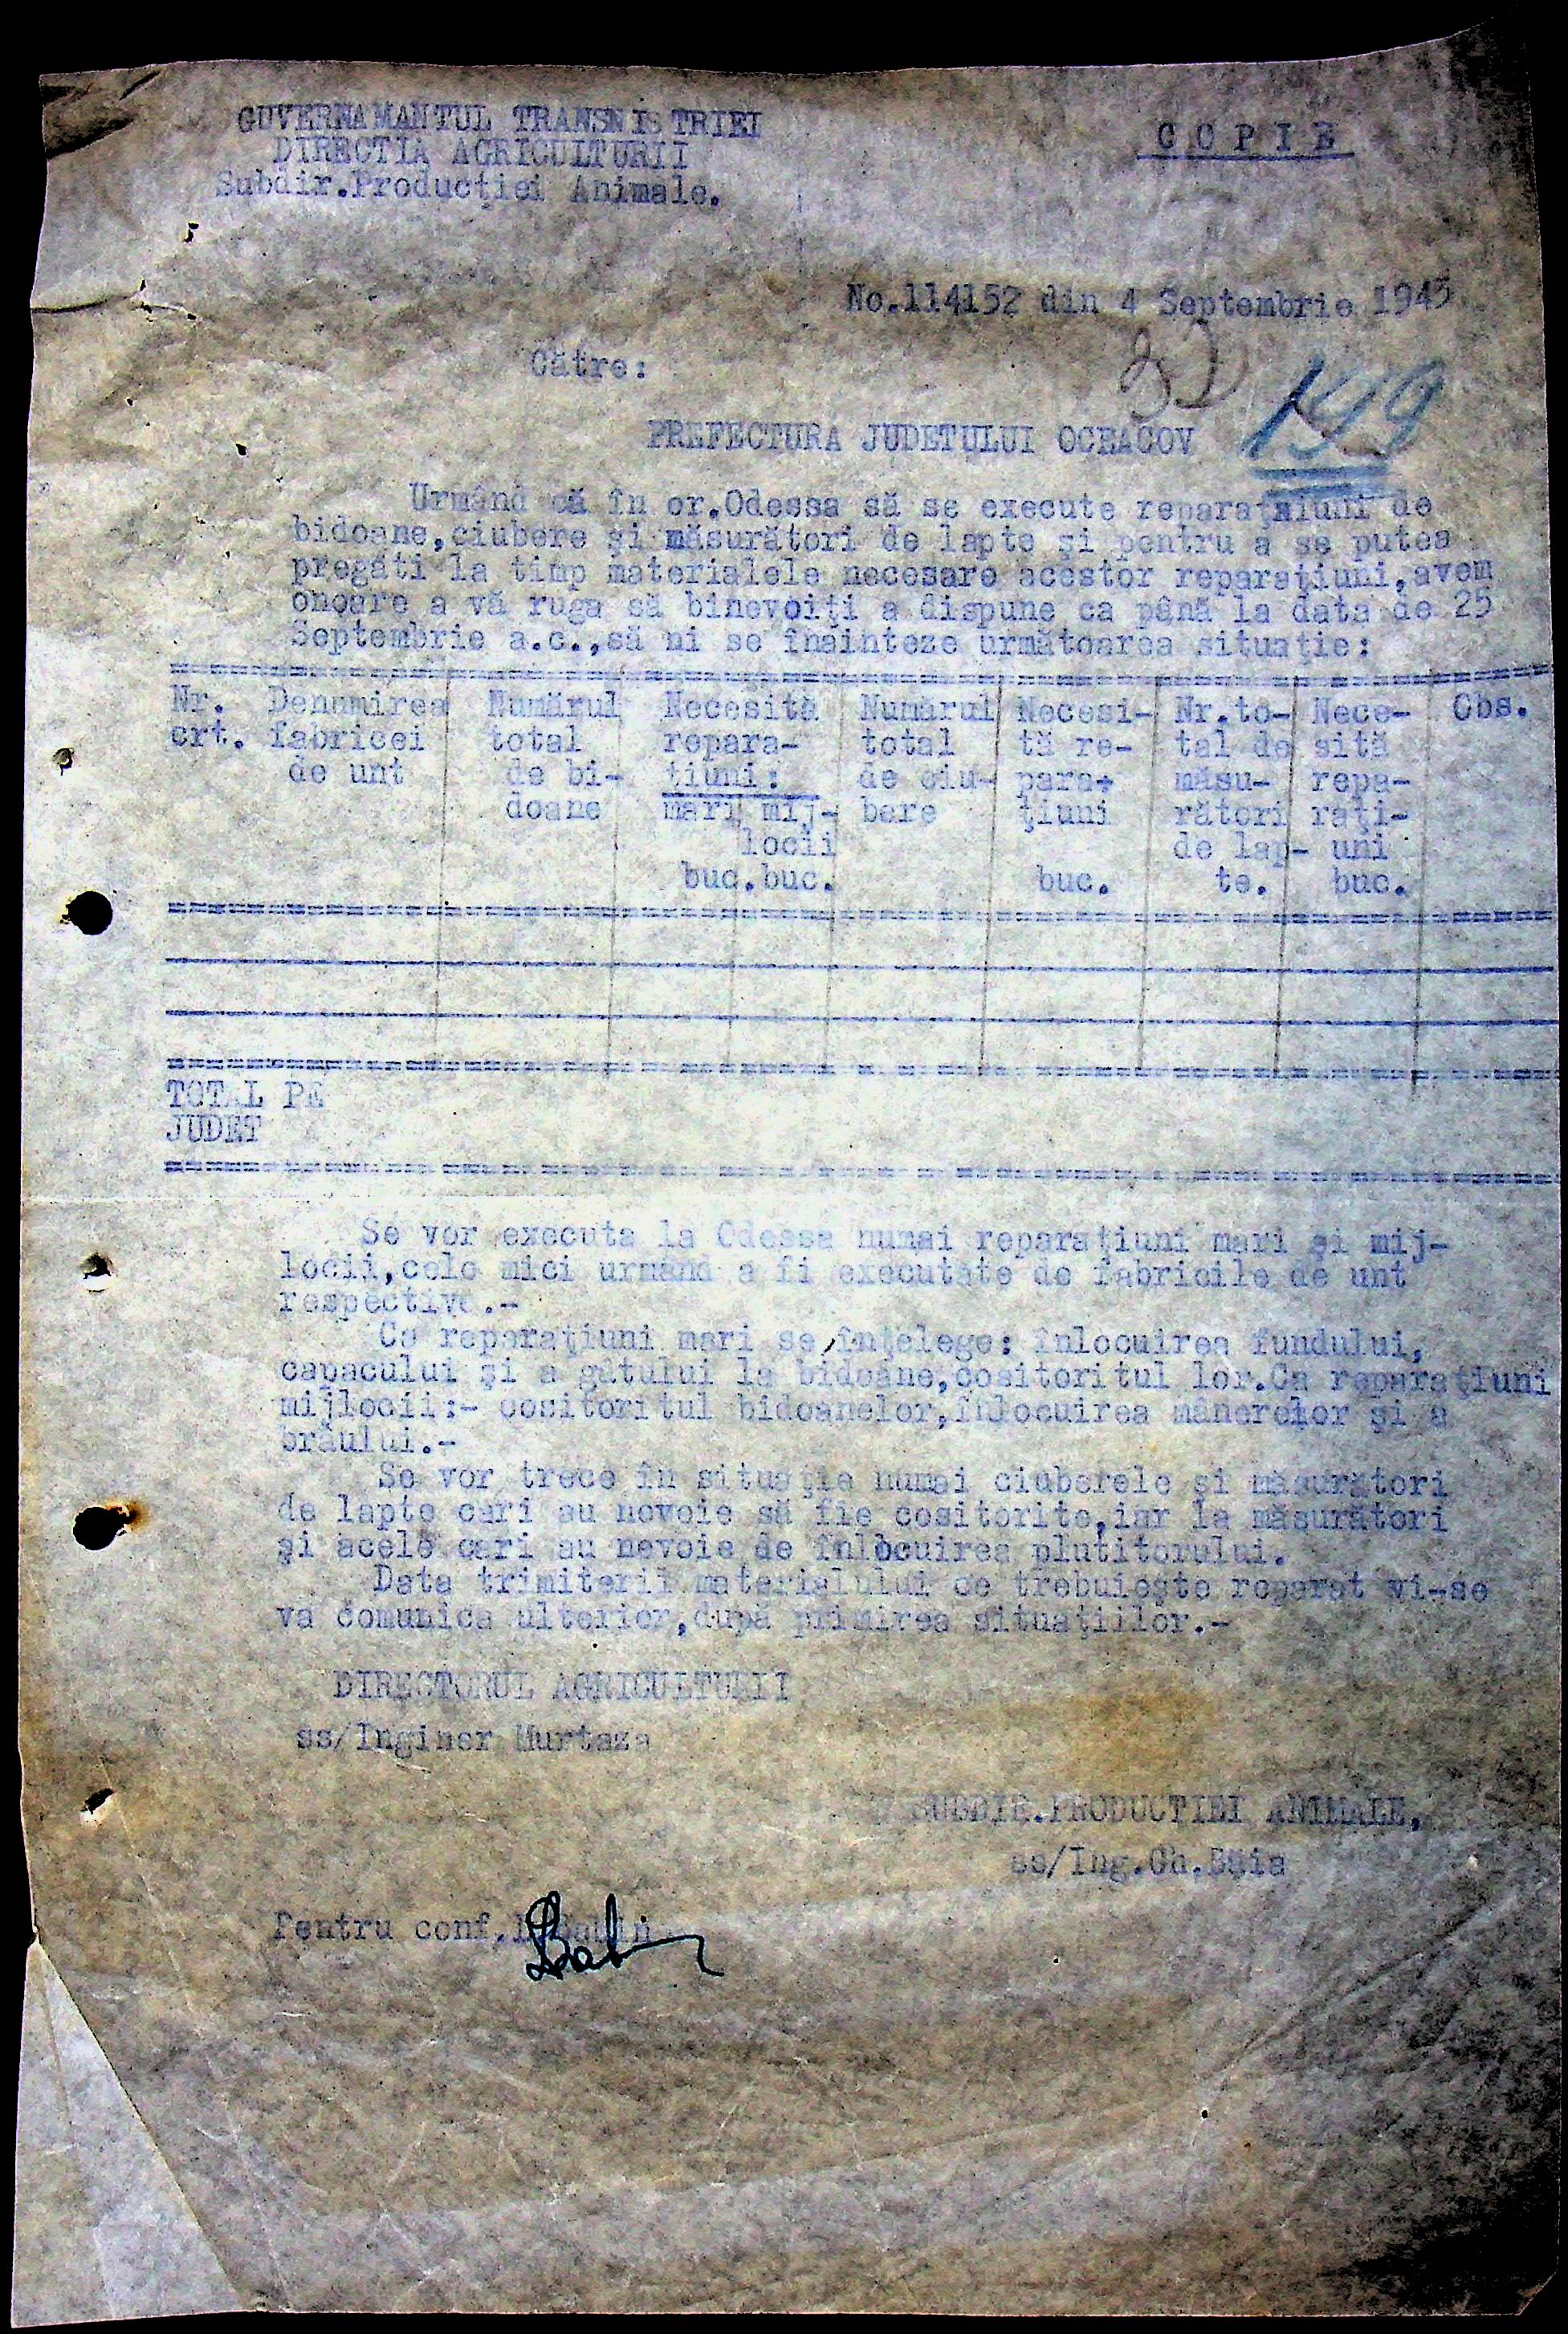 GUVERNAMANTUL TRANSNISTRIEI
DIRECTIA AGRICULTURII
Subdir.Producţiei Animale.
COPIE
No.114152 din 4 Septembrie 1943
Către:
199
PREFECTURA JUDETULUI OCEACOV
Urmând că în or.Odessa să se execute reparaţiuni de
bidoane,ciubere şi măsurători de lapte şi pentru a se putea
pregăti la timp materialele necesare acestor reparaţiuni,avem
onoare a vă ruga să binevoiţi a dispune ca până la data de 25
Septembrie a.c.,să ni se înainteze următoarea situaţie:
Nr. Denumirea Numărul Necesită Numărul Necesi- Nr.to- Nece- Obs.
crt. fabricei total repara- total tă re- tal de sită
de unt de bi- ţiuni: de ciu- para- măsu- repa-
doane mari mij- bere ţiuni rători raţi-
locii de lap- uni
buc. buc. buc. te. buc.
TOTAL PE
JUDET
Se vor executa la Odessa numai reparaţiuni mari şi mij-
locii,cele mici urmând a fi executate de fabricile de unt
respective.-
Ca reparaţiuni mari se înţelege: înlocuirea fundului,
capacului şi a gâtului la bidoane,cositoritul lor.Ca reparaţiuni
mijlocii:- cositoritul bidoanelor,înlocuirea mânerelor şi a
brâului.-
Se vor trece în situaţie numai ciuberele şi măsurători
de lapte cari au nevoie să fie cositorite,iar la măsurători
şi acele cari au nevoie de înlocuirea plutitorului.
Data trimiterii materialului ce trebuieşte reparat vi-se
va comunica ulterior,după primirea situaţiilor.-
DIRECTORUL AGRICULTURII
ss/Inginer Murtaza
SUBDIR.PRODUCTIEI ANIMALE,
ss/Ing.Gh.
Pentru conf.